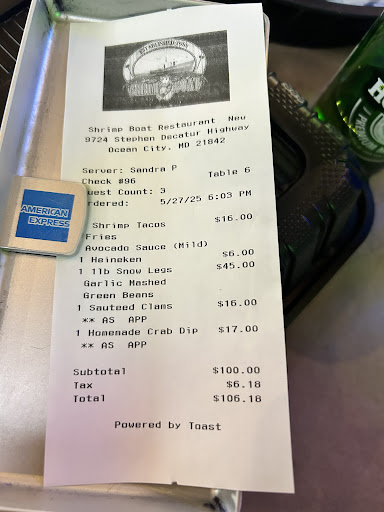 ESTABLISHED
Shrimp Boat Restaurant New
9724 Stephen Decatur Highway
Ocean City, MD 21842
Server: Sandra P
Table 6
Check #96
uest Count: 3
rdered: 5/27/25 6:03 PM
Shrimp Tacos $16.00
Fries
Avocado Sauce (Mild)
1 Heineken $6.00
1 1lb Snow Legs $45.00
Garlic Mashed
Green Beans
1 Sauteed Clams $16.00
** AS APP
1 Homenade Crab Dip $17.00
** AS APP
Subtotal $100.00
Tax $6.18
Total $106.18
Powered by Toast
AMERICAN
EXPRESS